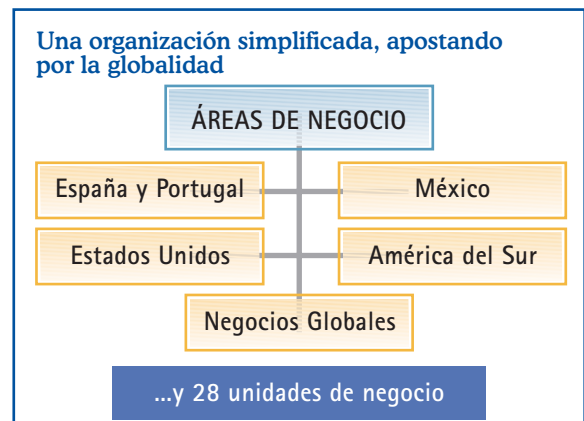 Una organización simplificada, apostando
por la globalidad
ÁREAS DE NEGOCIO
España y Portugal
México
Estados Unidos
América del Sur
Negocios Globales
...y 28 unidades de negocio